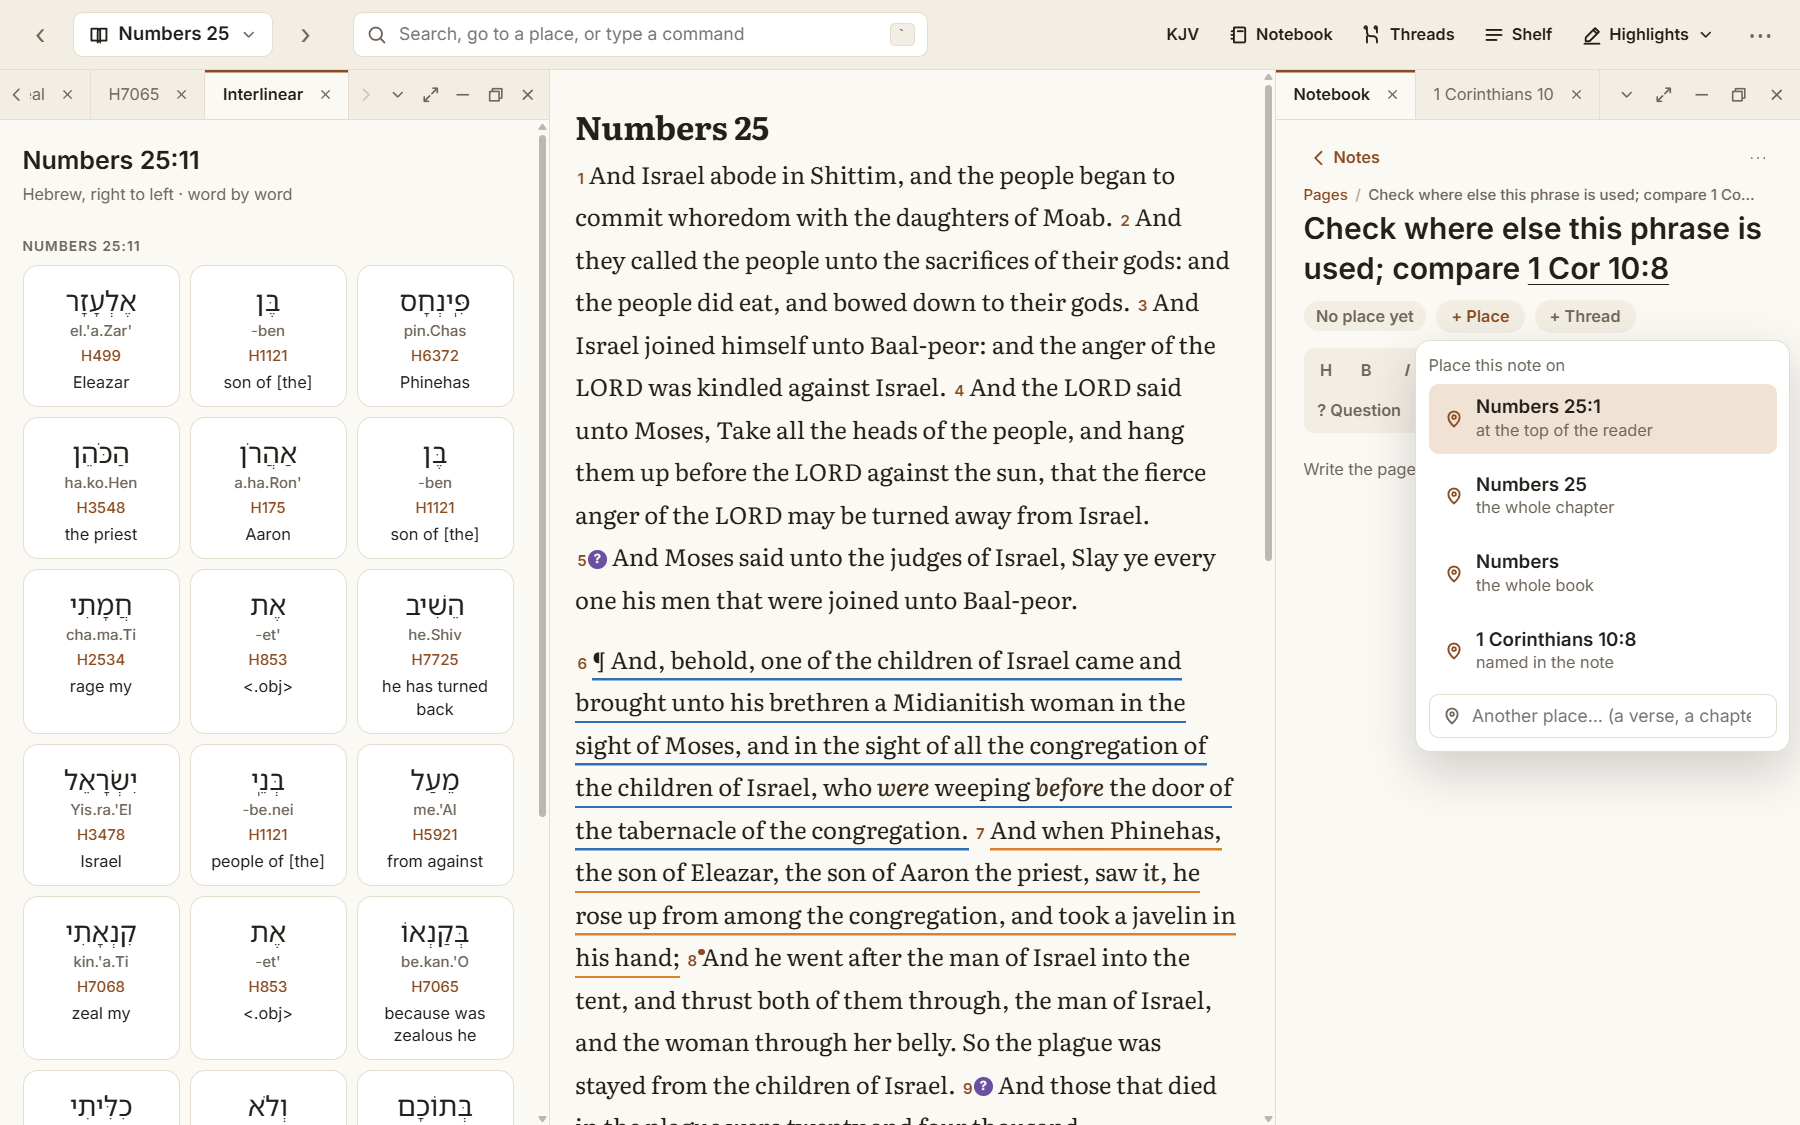 Numbers 25
Search, go to a place, or type a command
`
KJV
Notebook
Threads
Shelf
Highlights
eal
H7065
Interlinear
Numbers 25:11
Hebrew, right to left · word by word
NUMBERS 25:11
אֶלְעָזָר
בֶּן
פִּינְחָס
el.'a.Zar'
-ben
pin.Chas
H499
H1121
H6372
Eleazar
son of [the]
Phinehas
הַכֹּהֵן
אַהֲרֹן
בֶּן
ha.ko.Hen
a.ha.Ron'
-ben
H3548
H175
H1121
the priest
Aaron
son of [the]
חֲמָתִי
אֶת
הֵשִׁיב
cha.ma.Ti
-et'
he.Shiv
H2534
H853
H7725
rage my
<.obj>
he has turned
back
יִשְׂרָאֵל
בְּנֵי
מֵעַל
Yis.ra.'El
-be.nei
me.'Al
H3478
H1121
H5921
Israel
people of [the]
from against
קִנְאָתִי
אֶת
בְּקַנְאוֹ
kin.'a.Ti
-et'
be.kan.'O
H7068
H853
H7065
zeal my
<.obj>
because was
zealous he
כִלִּיתִי
וְלֹא
בְּתוֹכָם
Numbers 25
1 And Israel abode in Shittim, and the people began to
commit whoredom with the daughters of Moab. 2 And
they called the people unto the sacrifices of their gods: and
the people did eat, and bowed down to their gods. 3 And
Israel joined himself unto Baal-peor: and the anger of the
LORD was kindled against Israel. 4 And the LORD said
unto Moses, Take all the heads of the people, and hang
them up before the LORD against the sun, that the fierce
anger of the LORD may be turned away from Israel.
5 ? And Moses said unto the judges of Israel, Slay ye every
one his men that were joined unto Baal-peor.
6 ¶ And, behold, one of the children of Israel came and
brought unto his brethren a Midianitish woman in the
sight of Moses, and in the sight of all the congregation of
the children of Israel, who were weeping before the door of
the tabernacle of the congregation. 7 And when Phinehas,
the son of Eleazar, the son of Aaron the priest, saw it, he
rose up from among the congregation, and took a javelin in
his hand; 8 And he went after the man of Israel into the
tent, and thrust both of them through, the man of Israel,
and the woman through her belly. So the plague was
stayed from the children of Israel. 9 ? And those that died
in the plague were twenty and four thousand.
Notebook
1 Corinthians 10
Notes
Pages / Check where else this phrase is used; compare 1 Co...
Check where else this phrase is
used; compare 1 Cor 10:8
No place yet
+ Place
+ Thread
H B I
? Question
Write the page
Place this note on
Numbers 25:1
at the top of the reader
Numbers 25
the whole chapter
Numbers
the whole book
1 Corinthians 10:8
named in the note
Another place... (a verse, a chapte